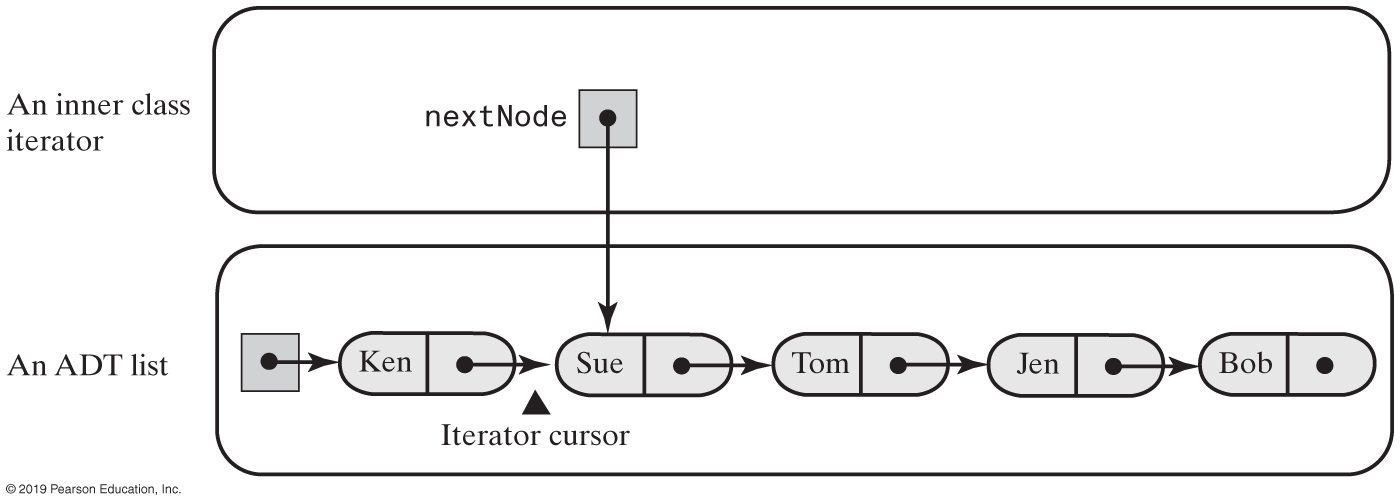 An inner class
iterator
nextNode
An ADT list
Ken
Sue
Tom
Jen
Bob
Iterator cursor
© 2019 Pearson Education, Inc.